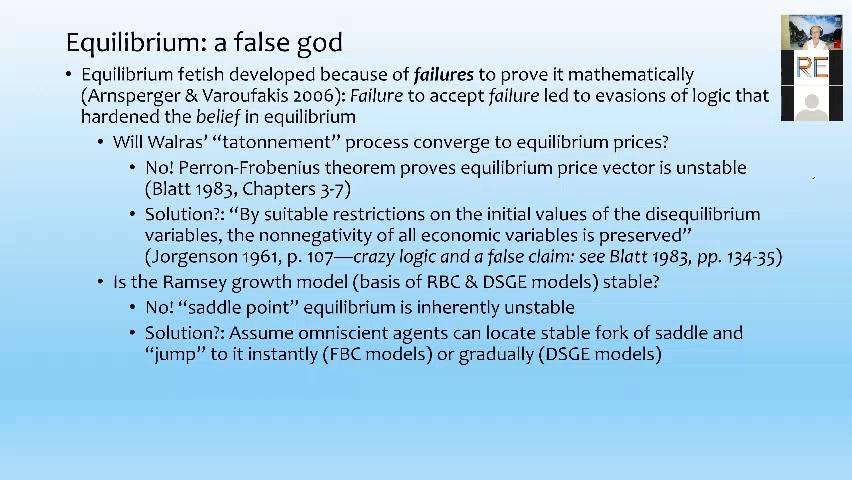 Equilibrium: a false god
• Equilibrium fetish developed because of failures to prove it mathematically
(Arnsperger & Varoufakis 2006): Failure to accept failure led to evasions of logic that
hardened the belief in equilibrium
• Will Walras’ “tatonnement” process converge to equilibrium prices?
• No! Perron-Frobenius theorem proves equilibrium price vector is unstable
(Blatt 1983, Chapters 3-7)
• Solution?: “By suitable restrictions on the initial values of the disequilibrium
variables, the nonnegativity of all economic variables is preserved”
(Jorgenson 1961, p. 107—crazy logic and a false claim: see Blatt 1983, pp. 134-35)
• Is the Ramsey growth model (basis of RBC & DSGE models) stable?
• No! “saddle point” equilibrium is inherently unstable
• Solution?: Assume omniscient agents can locate stable fork of saddle and
“jump” to it instantly (FBC models) or gradually (DSGE models)
RE